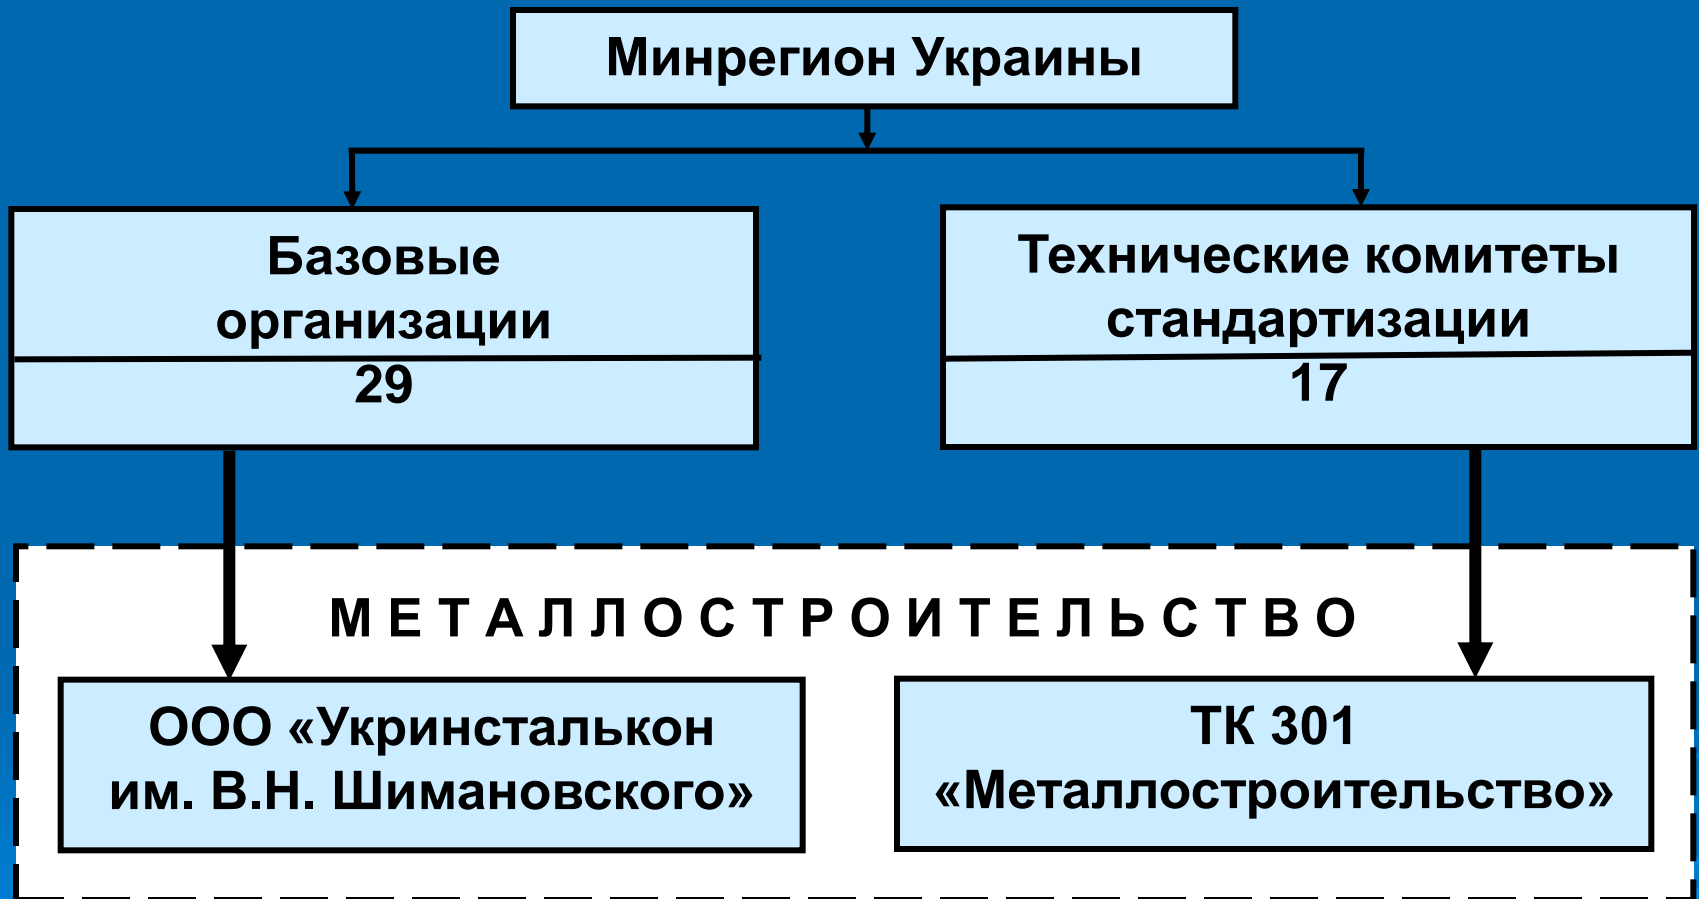 Минрегион Украины
Базовые
организации
29
Технические комитеты
стандартизации
17
М Е Т А Л Л О С Т Р О И Т Е Л Ь С Т В О
ООО «Укринсталькон
им. В.Н. Шимановского»
ТК 301
«Металлостроительство»